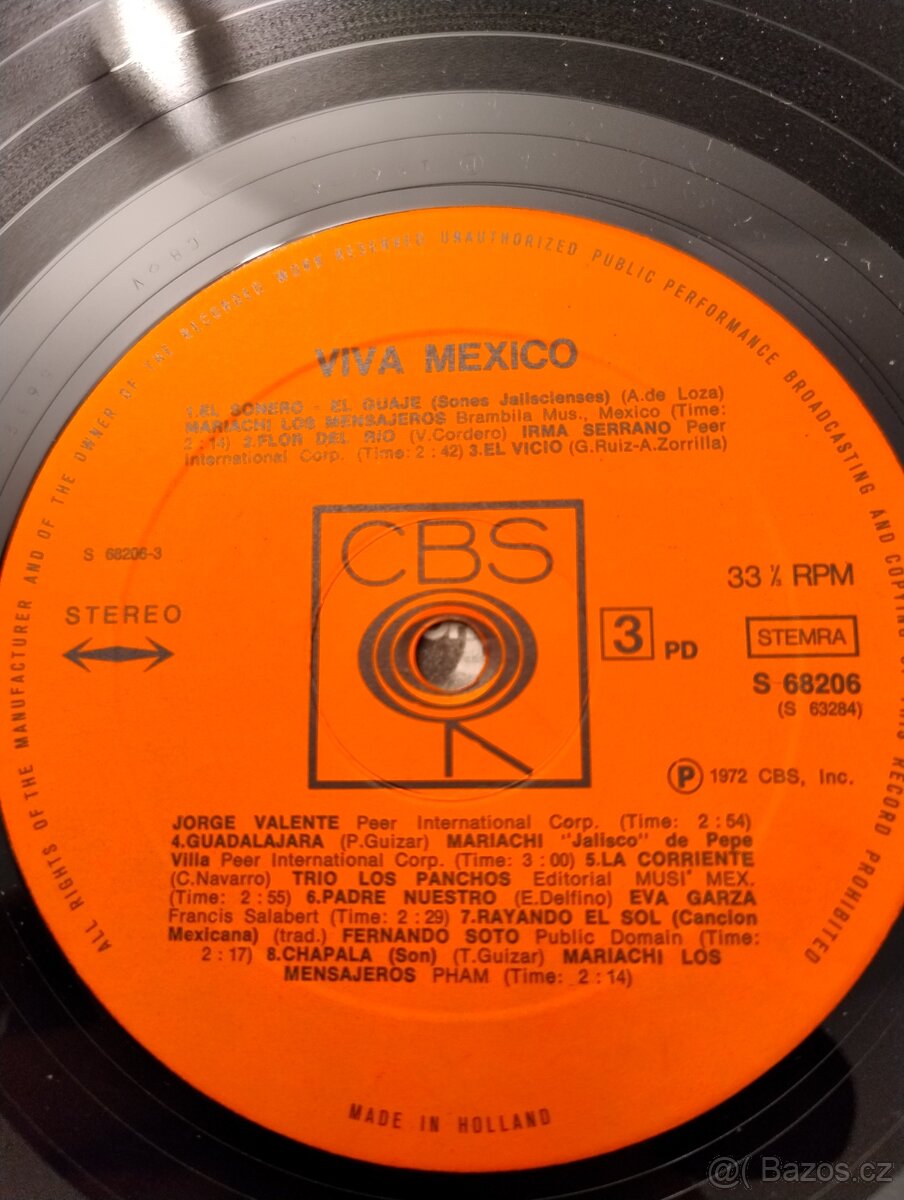 ALL RIGHTS OF THE MANUFACTURER AND OF THE OWNER OF THE RECORDED WORK RESERVED UNAUTHORIZED PUBLIC PERFORMANCE BROADCASTING AND COPYING OF THIS RECORD PROHIBITED
VIVA MEXICO
1.EL SONERO - EL GUAJE (Sones Jaliscienses) (A.de Loza)
MARIACHI LOS MENSAJEROS Brambila Mus., Mexico (Time:
2 : 14) 2.FLOR DEL RIO (V.Cordero) IRMA SERRANO Peer
International Corp. (Time: 2 : 42) 3.EL VICIO (G.Ruiz-A.Zorrilla)
CBS
S 68206-3
STEREO
33 ⅓ RPM
3 PD
STEMRA
S 68206
(S 63284)
Ⓟ 1972 CBS, Inc.
JORGE VALENTE Peer International Corp. (Time: 2 : 54)
4.GUADALAJARA (P.Guizar) MARIACHI "Jalisco" de Pepe
Villa Peer International Corp. (Time: 3 : 00) 5.LA CORRIENTE
(C.Navarro) TRIO LOS PANCHOS Editorial MUSI' MEX.
(Time: 2 : 55) 6.PADRE NUESTRO (E.Delfino) EVA GARZA
Francis Salabert (Time: 2 : 29) 7.RAYANDO EL SOL (Cancion
Mexicana) (trad.) FERNANDO SOTO Public Domain (Time:
2 : 17) 8.CHAPALA (Son) (T.Guizar) MARIACHI LOS
MENSAJEROS PHAM (Time: 2 : 14)
MADE IN HOLLAND
@( Bazos.cz